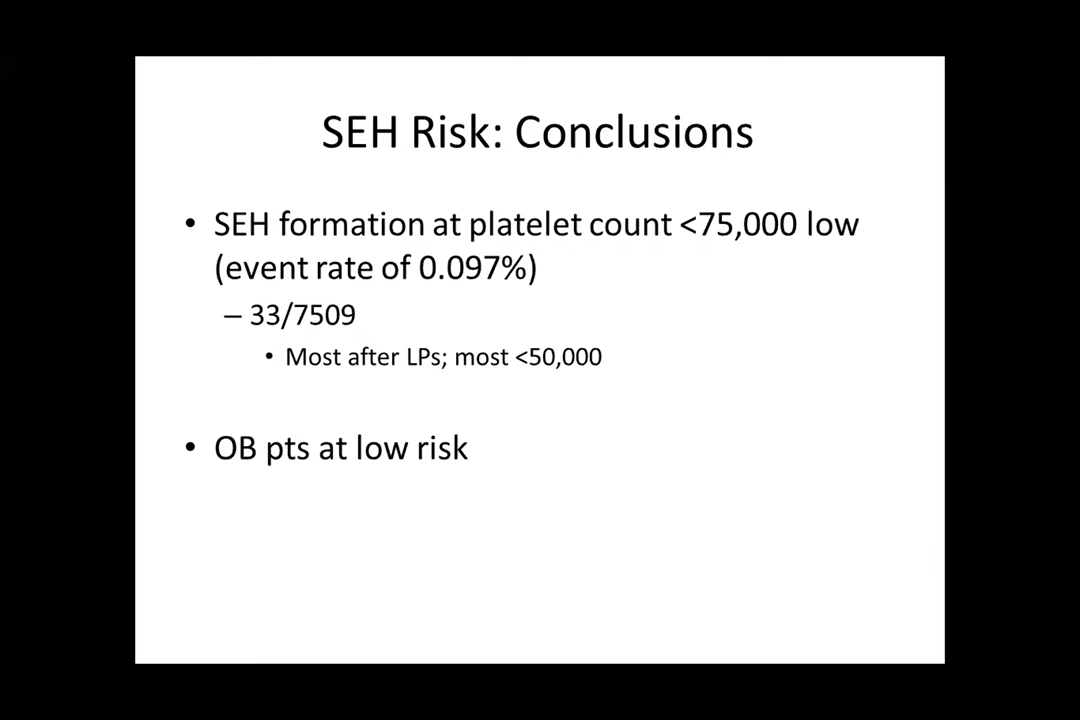 SEH Risk: Conclusions
• SEH formation at platelet count <75,000 low
(event rate of 0.097%)
– 33/7509
• Most after LPs; most <50,000
• OB pts at low risk